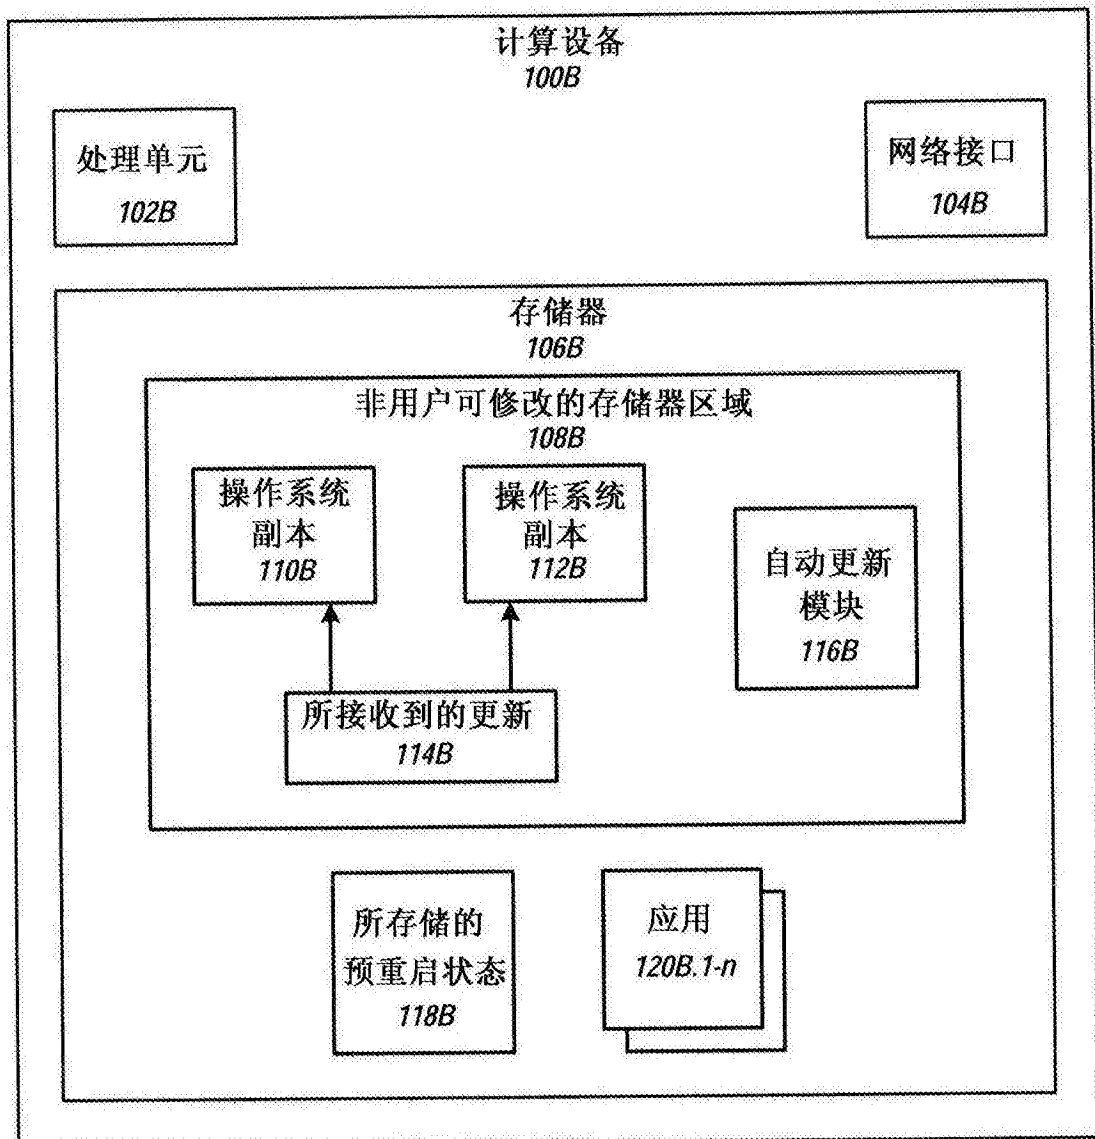 计算设备
100B
处理单元
102B
网络接口
104B
存储器
106B
非用户可修改的存储器区域
108B
操作系统
副本
110B
操作系统
副本
112B
自动更新
模块
116B
所接收到的更新
114B
所存储的
预重启状态
118B
应用
120B.1-n